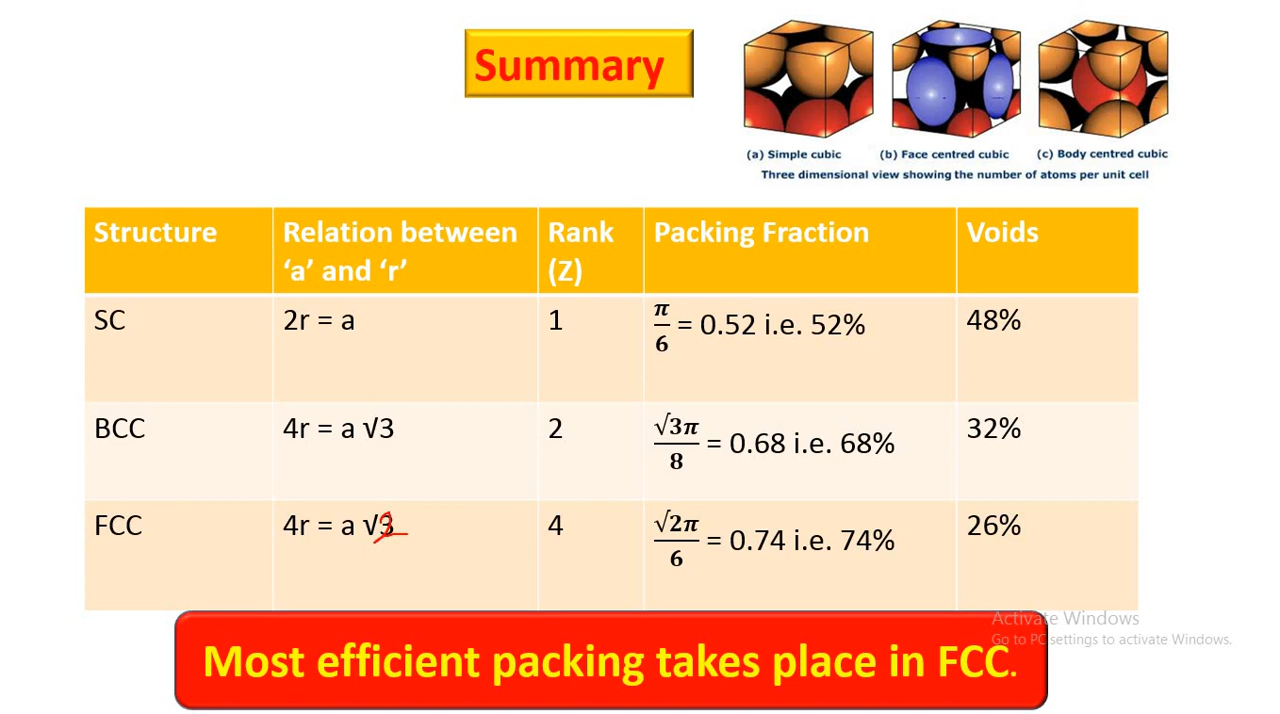 Summary
(a) Simple cubic
(b) Face centred cubic
(c) Body centred cubic
Three dimensional view showing the number of atoms per unit cell
Structure
Relation between
‘a’ and ‘r’
Rank
(Z)
Packing Fraction
Voids
SC
2r = a
1
π/6 = 0.52 i.e. 52%
48%
BCC
4r = a √3
2
√3π/8 = 0.68 i.e. 68%
32%
FCC
4r = a √2
4
√2π/6 = 0.74 i.e. 74%
26%
Most efficient packing takes place in FCC.
Activate Windows
Go to PC settings to activate Windows.